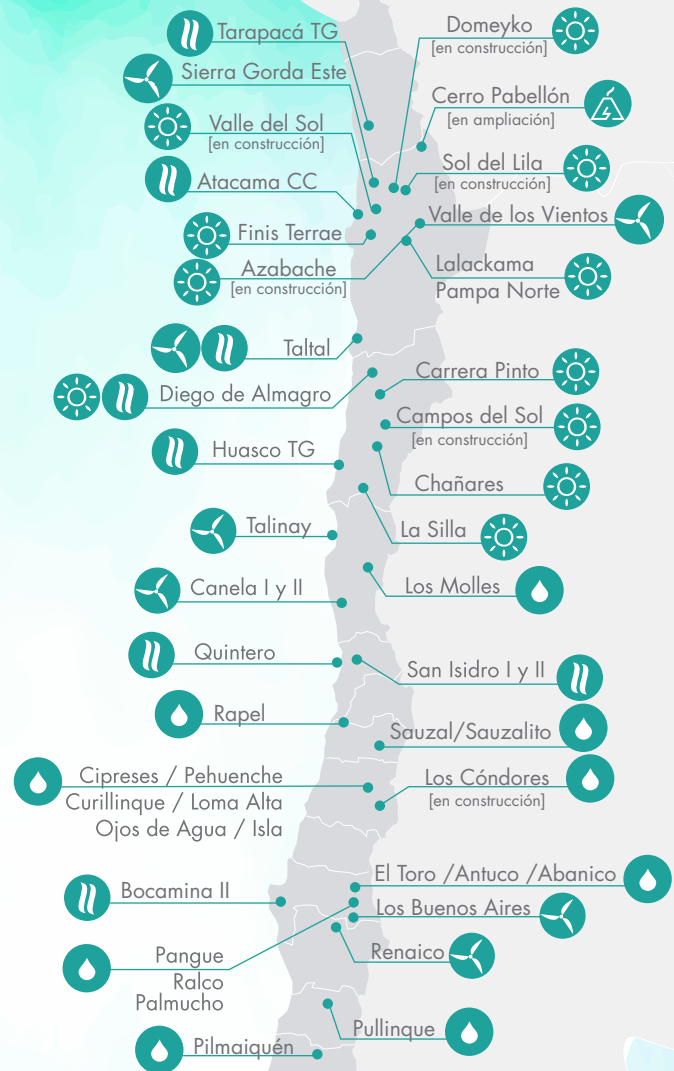 Tarapacá TG
Domeyko
[en construcción]
Sierra Gorda Este
Cerro Pabellón
[en ampliación]
Valle del Sol
[en construcción]
Sol del Lila
[en construcción]
Atacama CC
Valle de los Vientos
Finis Terrae
Azabache
[en construcción]
Lalackama
Pampa Norte
Taltal
Carrera Pinto
Diego de Almagro
Campos del Sol
[en construcción]
Huasco TG
Chañares
Talinay
La Silla
Canela I y II
Los Molles
Quintero
San Isidro I y II
Rapel
Sauzal/Sauzalito
Cipreses / Pehuenche
Curillinque / Loma Alta
Ojos de Agua / Isla
Los Cóndores
[en construcción]
El Toro /Antuco /Abanico
Bocamina II
Los Buenos Aires
Pangue
Ralco
Palmucho
Renaico
Pullinque
Pilmaiquén